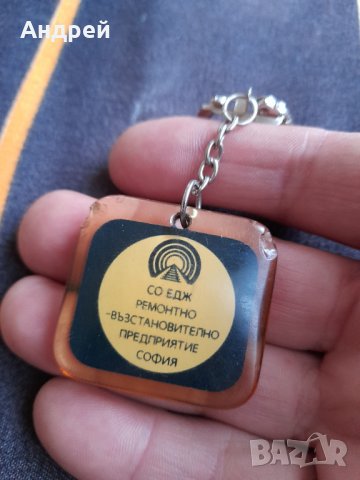 Андрей
СО ЕДЖ
РЕМОНТНО
-ВЪЗСТАНОВИТЕЛНО
ПРЕДПРИЯТИЕ
СОФИЯ
BAZAR